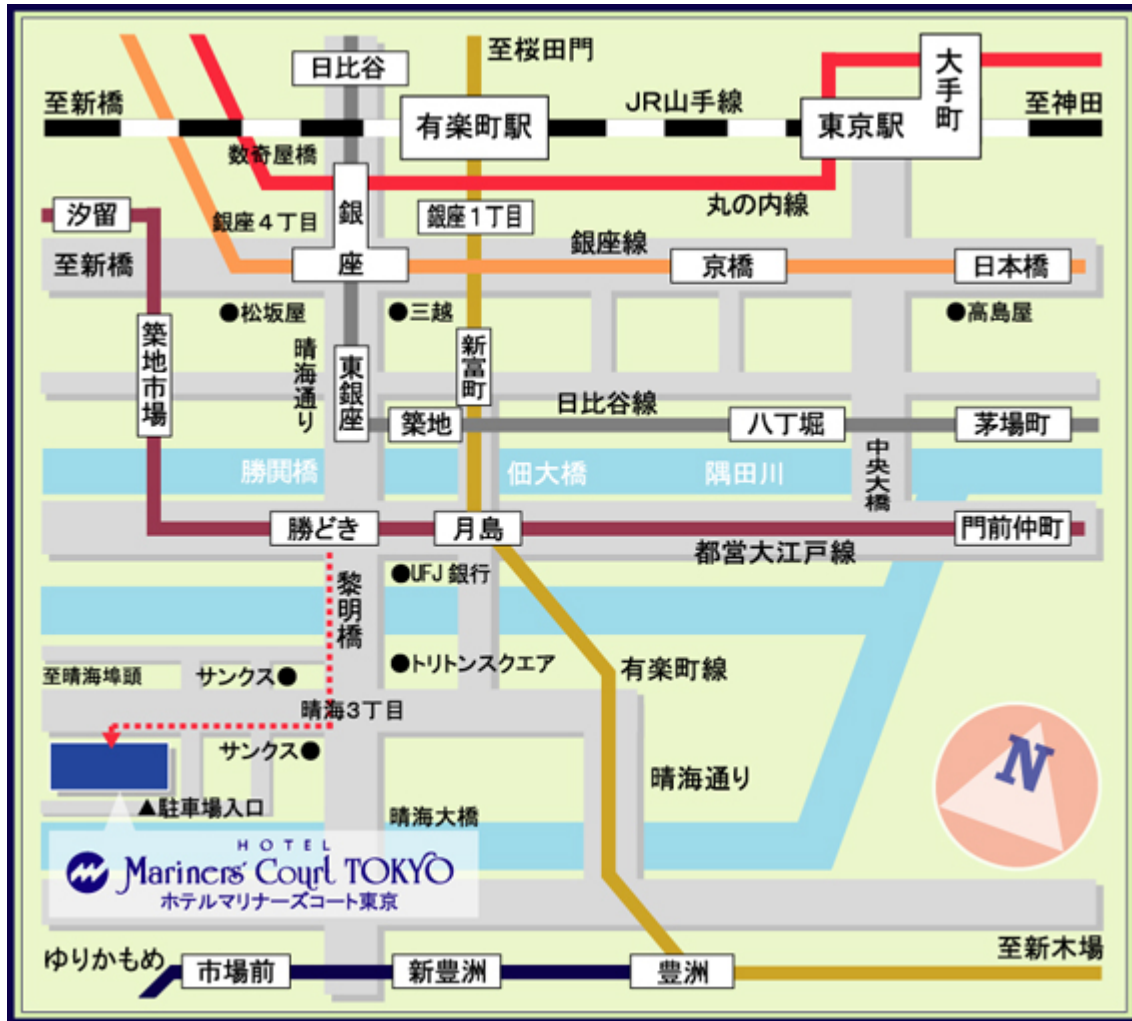 至桜田門
日比谷
大手町
至新橋
有楽町駅
JR山手線
東京駅
至神田
数奇屋橋
丸の内線
汐留
銀座4丁目
銀座
銀座1丁目
銀座線
至新橋
京橋
日本橋
●松坂屋
●三越
●高島屋
築地市場
晴海通り
東銀座
新富町
日比谷線
築地
八丁堀
茅場町
勝鬨橋
佃大橋
隅田川
中央大橋
勝どき
月島
門前仲町
都営大江戸線
●UFJ銀行
黎明橋
至晴海埠頭
サンクス●
●トリトンスクエア
有楽町線
晴海3丁目
サンクス●
晴海通り
N
▲駐車場入口
晴海大橋
HOTEL
Mariners' Court TOKYO
ホテルマリナーズコート東京
ゆりかもめ
市場前
新豊洲
豊洲
至新木場